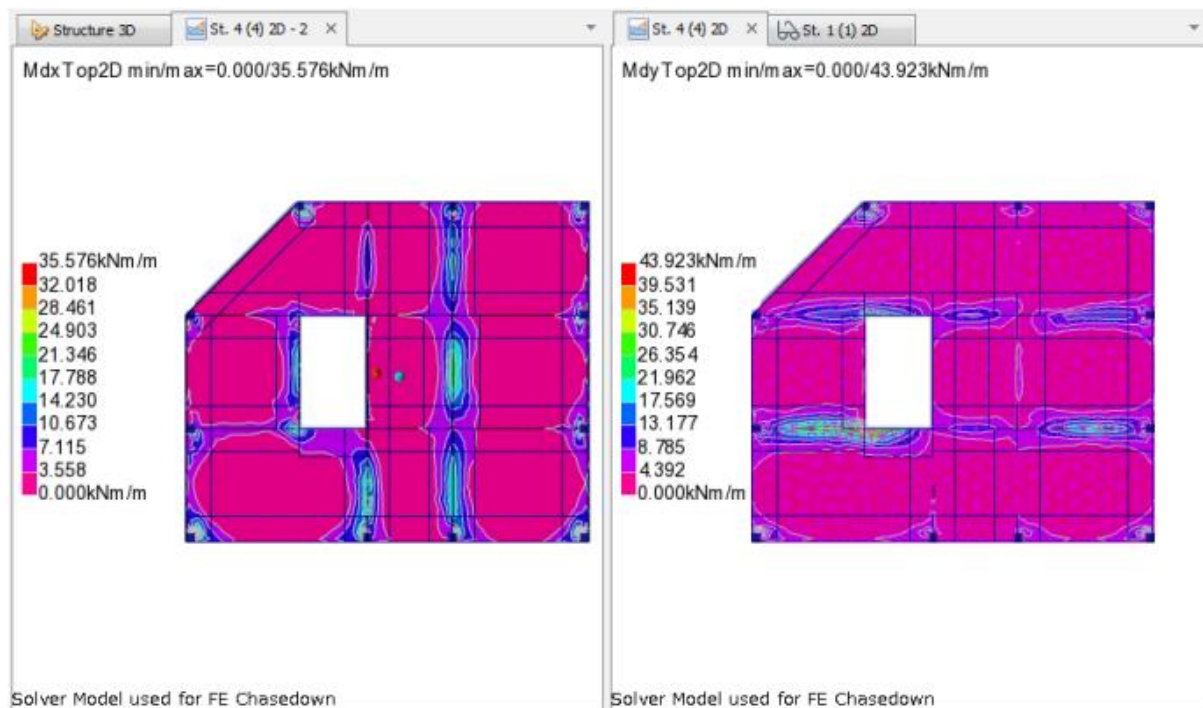 Structure 3D
St. 4 (4) 2D - 2
MdxTop2D min/max=0.000/35.576kNm/m
35.576kNm/m
32.018
28.461
24.903
21.346
17.788
14.230
10.673
7.115
3.558
0.000kNm/m
Solver Model used for FE Chasedown
St. 4 (4) 2D
St. 1 (1) 2D
MdyTop2D min/max=0.000/43.923kNm/m
43.923kNm/m
39.531
35.139
30.746
26.354
21.962
17.569
13.177
8.785
4.392
0.000kNm/m
Solver Model used for FE Chasedown